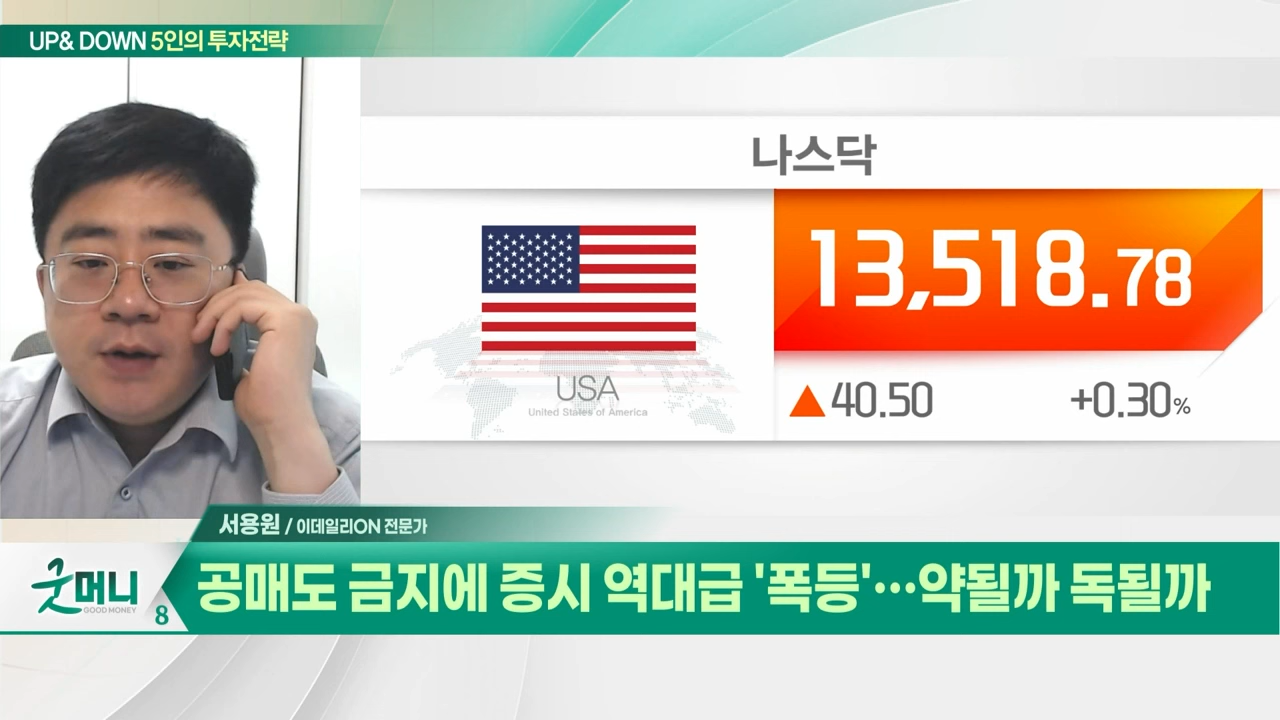 UP& DOWN 5인의 투자전략
나스닥
13,518.78
USA
United States of America
▲40.50 +0.30%
서용원 / 이데일리ON 전문가
굿머니
GOOD MONEY
8
공매도 금지에 증시 역대급 '폭등'…약될까 독될까